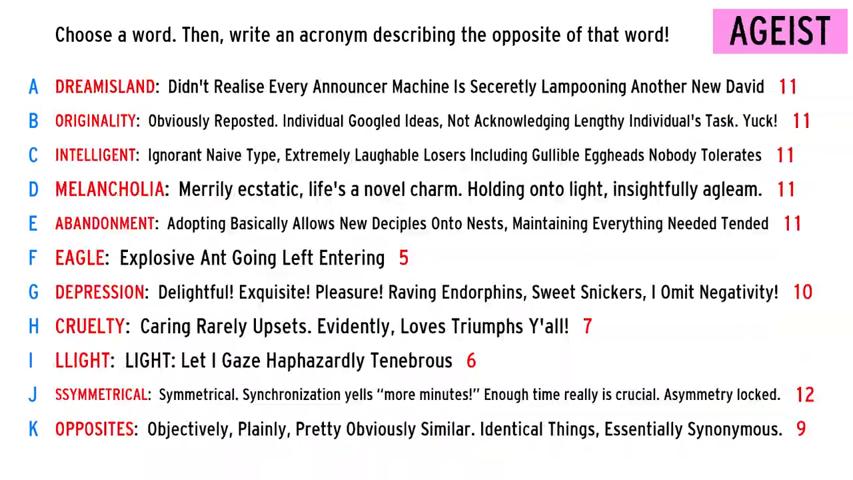 Choose a word. Then, write an acronym describing the opposite of that word!
AGEIST
A DREAMISLAND: Didn't Realise Every Announcer Machine Is Seceretly Lampooning Another New David 11
B ORIGINALITY: Obviously Reposted. Individual Googled Ideas, Not Acknowledging Lengthy Individual's Task. Yuck! 11
C INTELLIGENT: Ignorant Naive Type, Extremely Laughable Losers Including Gullible Eggheads Nobody Tolerates 11
D MELANCHOLIA: Merrily ecstatic, life's a novel charm. Holding onto light, insightfully agleam. 11
E ABANDONMENT: Adopting Basically Allows New Deciples Onto Nests, Maintaining Everything Needed Tended 11
F EAGLE: Explosive Ant Going Left Entering 5
G DEPRESSION: Delightful! Exquisite! Pleasure! Raving Endorphins, Sweet Snickers, I Omit Negativity! 10
H CRUELTY: Caring Rarely Upsets. Evidently, Loves Triumphs Y'all! 7
I LLIGHT: LIGHT: Let I Gaze Haphazardly Tenebrous 6
J SSYMMETRICAL: Symmetrical. Synchronization yells “more minutes!” Enough time really is crucial. Asymmetry locked. 12
K OPPOSITES: Objectively, Plainly, Pretty Obviously Similar. Identical Things, Essentially Synonymous. 9